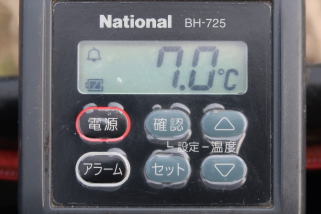 National BH-725
7.0℃
電源 確認
└ 設定-温度
アラーム セット